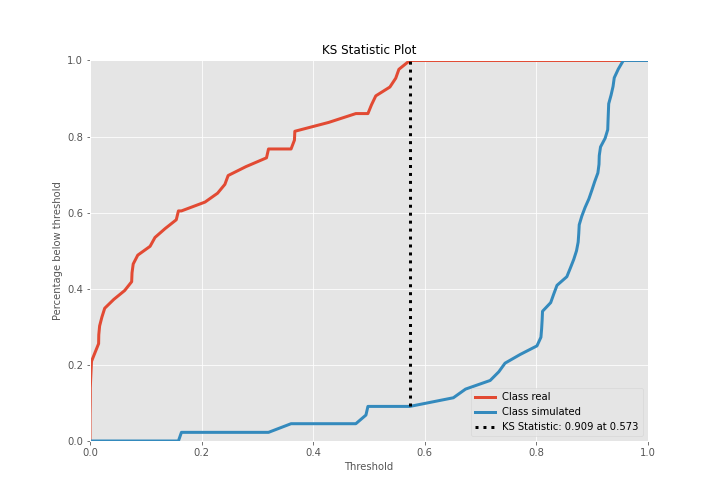 KS Statistic Plot
1.0
0.8
0.6
0.4
0.2
0.0
Percentage below threshold
0.0 0.2 0.4 0.6 0.8 1.0
Threshold
Class real
Class simulated
KS Statistic: 0.909 at 0.573